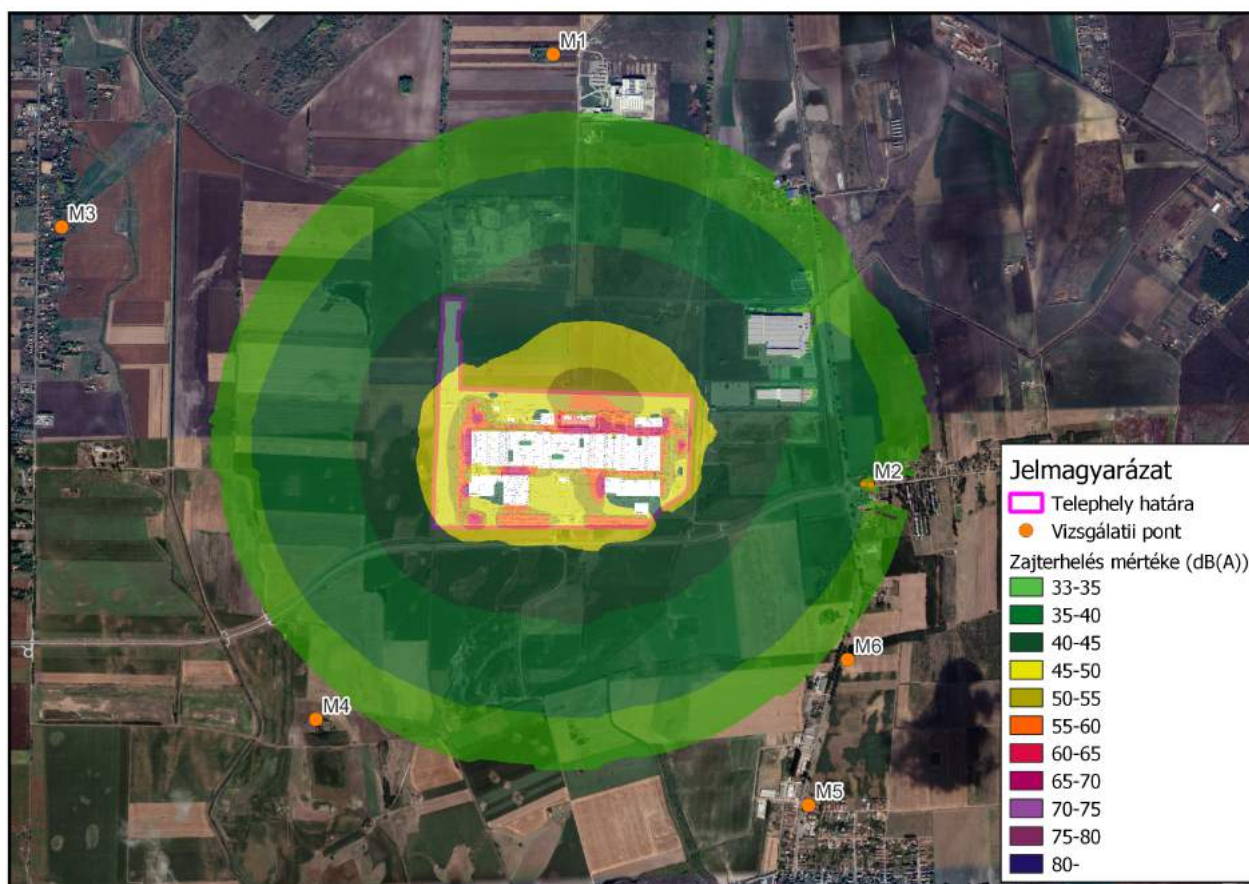 M1
M3
M2
M6
M4
M5
Jelmagyarázat
Telephely határa
Vizsgálatii pont
Zajterhelés mértéke (dB(A))
33-35
35-40
40-45
45-50
50-55
55-60
60-65
65-70
70-75
75-80
80-